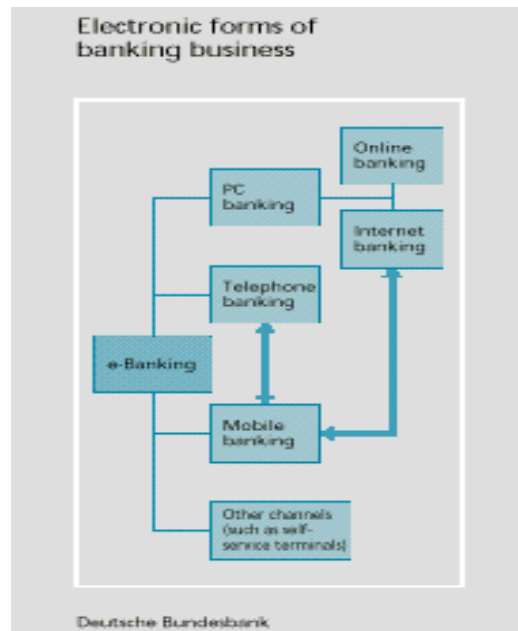 Electronic forms of
banking business
Online
banking
PC
banking
Internet
banking
Telephone
banking
e-Banking
Mobile
banking
Other channels
(such as self-
service terminals)
Deutsche Bundesbank